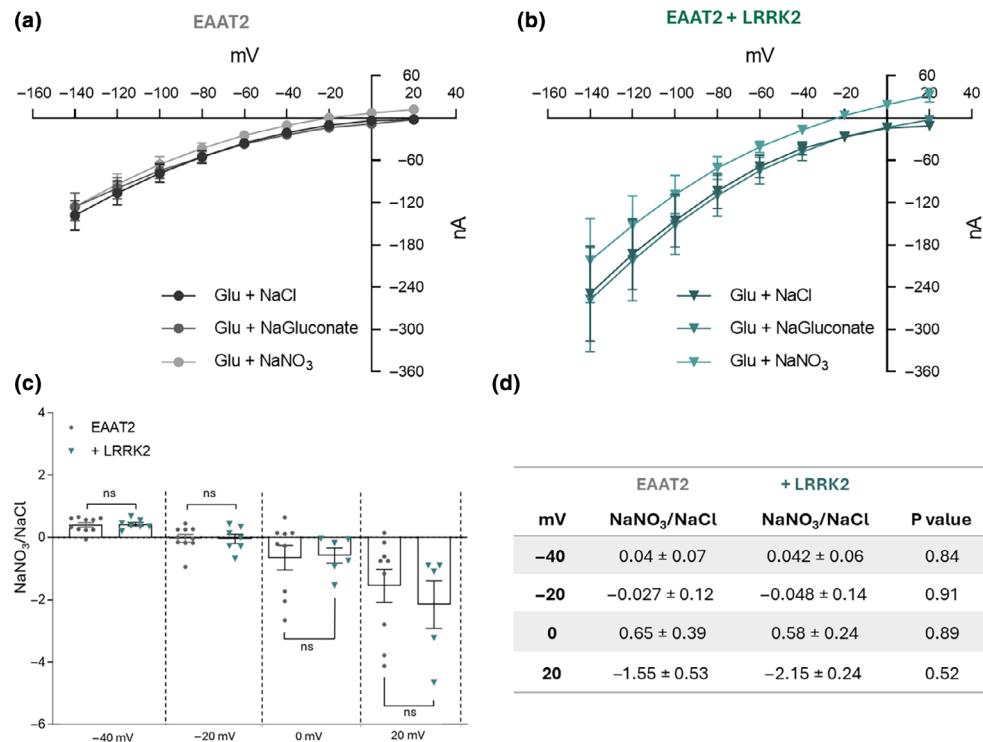 (a)
EAAT2
mV
−160 −140 −120 −100 −80 −60 −40 −20 0 20 40
60
−60
−120
−180
−240
−300
−360
nA
Glu + NaCl
Glu + NaGluconate
Glu + NaNO₃
(b)
EAAT2 + LRRK2
mV
−160 −140 −120 −100 −80 −60 −40 −20 0 20 40
60
−60
−120
−180
−240
−300
−360
nA
Glu + NaCl
Glu + NaGluconate
Glu + NaNO₃
(c)
NaNO₃/NaCl
4
2
0
−2
−4
−6
EAAT2
+ LRRK2
ns
ns
ns
ns
−40 mV −20 mV 0 mV 20 mV
(d)
EAAT2 + LRRK2
mV NaNO₃/NaCl NaNO₃/NaCl P value
−40 0.04 ± 0.07 0.042 ± 0.06 0.84
−20 −0.027 ± 0.12 −0.048 ± 0.14 0.91
0 0.65 ± 0.39 0.58 ± 0.24 0.89
20 −1.55 ± 0.53 −2.15 ± 0.24 0.52